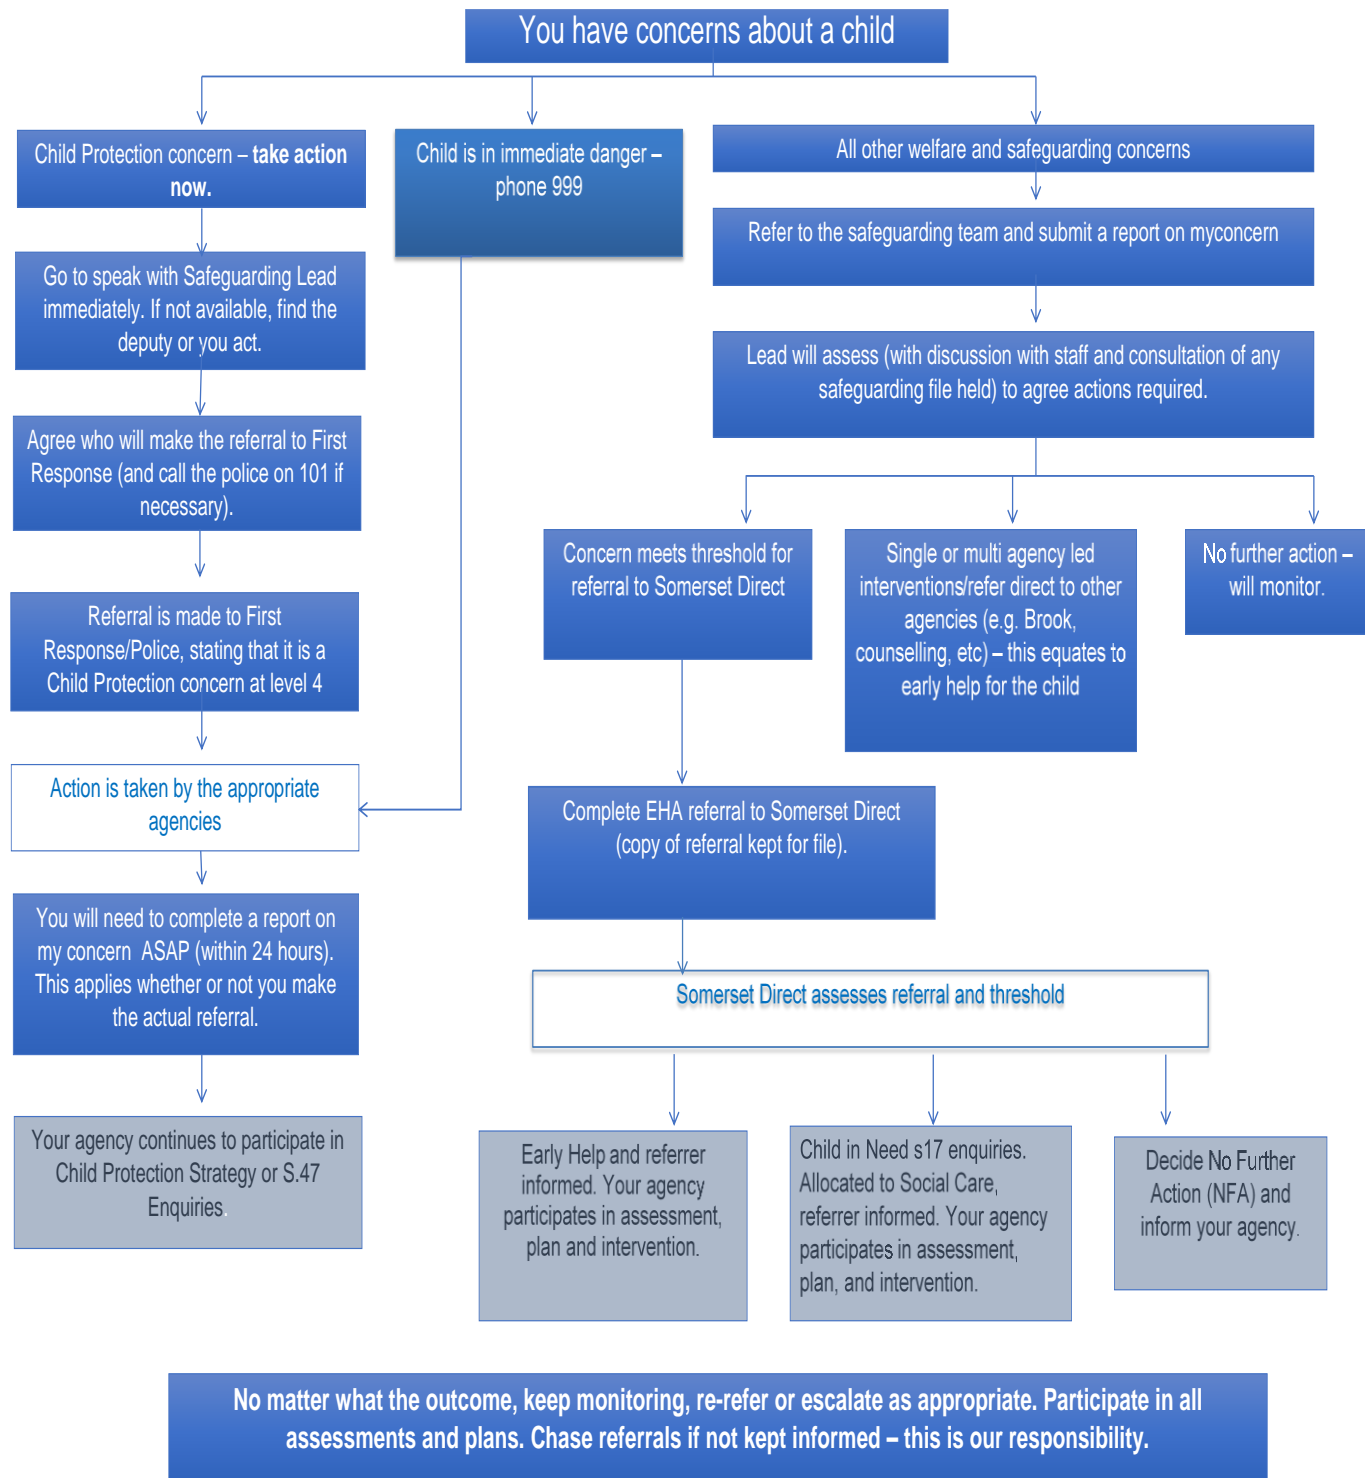 You have concerns about a child
Child Protection concern – take action
now.
Go to speak with Safeguarding Lead
immediately. If not available, find the
deputy or you act.
Agree who will make the referral to First
Response (and call the police on 101 if
necessary).
Referral is made to First
Response/Police, stating that it is a
Child Protection concern at level 4
Action is taken by the appropriate
agencies
You will need to complete a report on
my concern  ASAP (within 24 hours).
This applies whether or not you make
the actual referral.
Your agency continues to participate in
Child Protection Strategy or S.47
Enquiries.
Child is in immediate danger –
phone 999
All other welfare and safeguarding concerns
Refer to the safeguarding team and submit a report on myconcern
Lead will assess (with discussion with staff and consultation of any
safeguarding file held) to agree actions required.
Concern meets threshold for
referral to Somerset Direct
Single or multi agency led
interventions/refer direct to other
agencies (e.g. Brook,
counselling, etc) – this equates to
early help for the child
No further action –
will monitor.
Complete EHA referral to Somerset Direct
(copy of referral kept for file).
Somerset Direct assesses referral and threshold
Early Help and referrer
informed. Your agency
participates in assessment,
plan and intervention.
Child in Need s17 enquiries.
Allocated to Social Care,
referrer informed. Your agency
participates in assessment,
plan, and intervention.
Decide No Further
Action (NFA) and
inform your agency.
No matter what the outcome, keep monitoring, re-refer or escalate as appropriate. Participate in all
assessments and plans. Chase referrals if not kept informed – this is our responsibility.